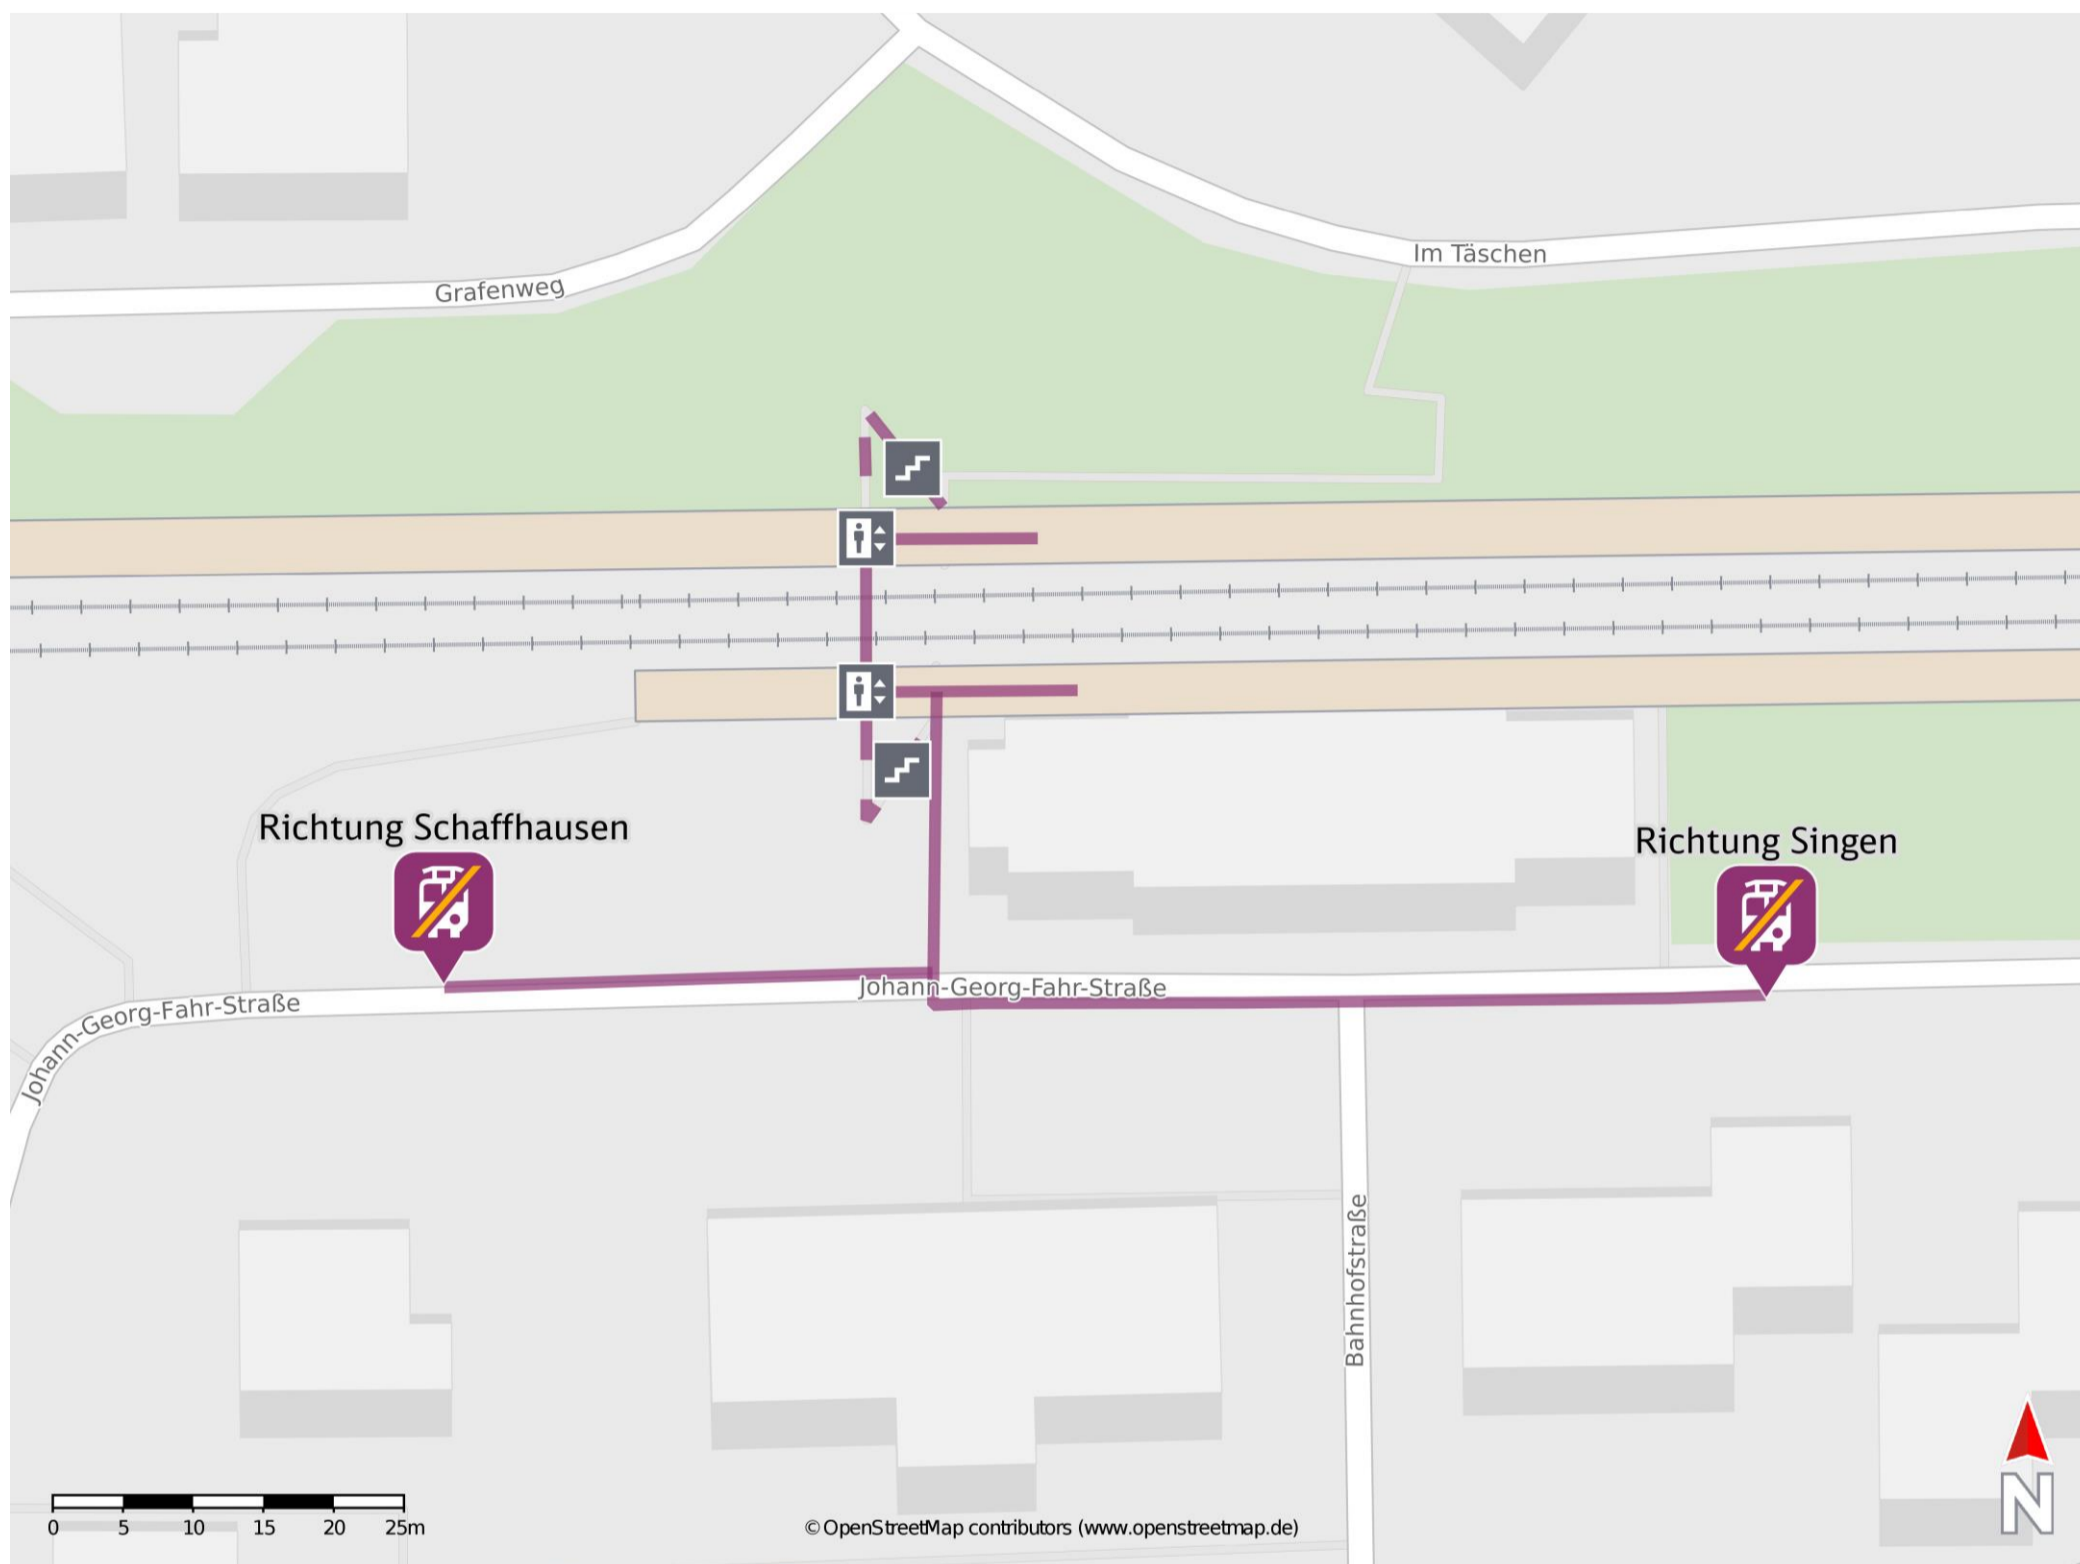 Im Täschen
Grafenweg
Richtung Schaffhausen
Richtung Singen
Johann-Georg-Fahr-Straße
Johann-Georg-Fahr-Straße
Bahnhofstraße
N
0 5 10 15 20 25m
© OpenStreetMap contributors (www.openstreetmap.de)